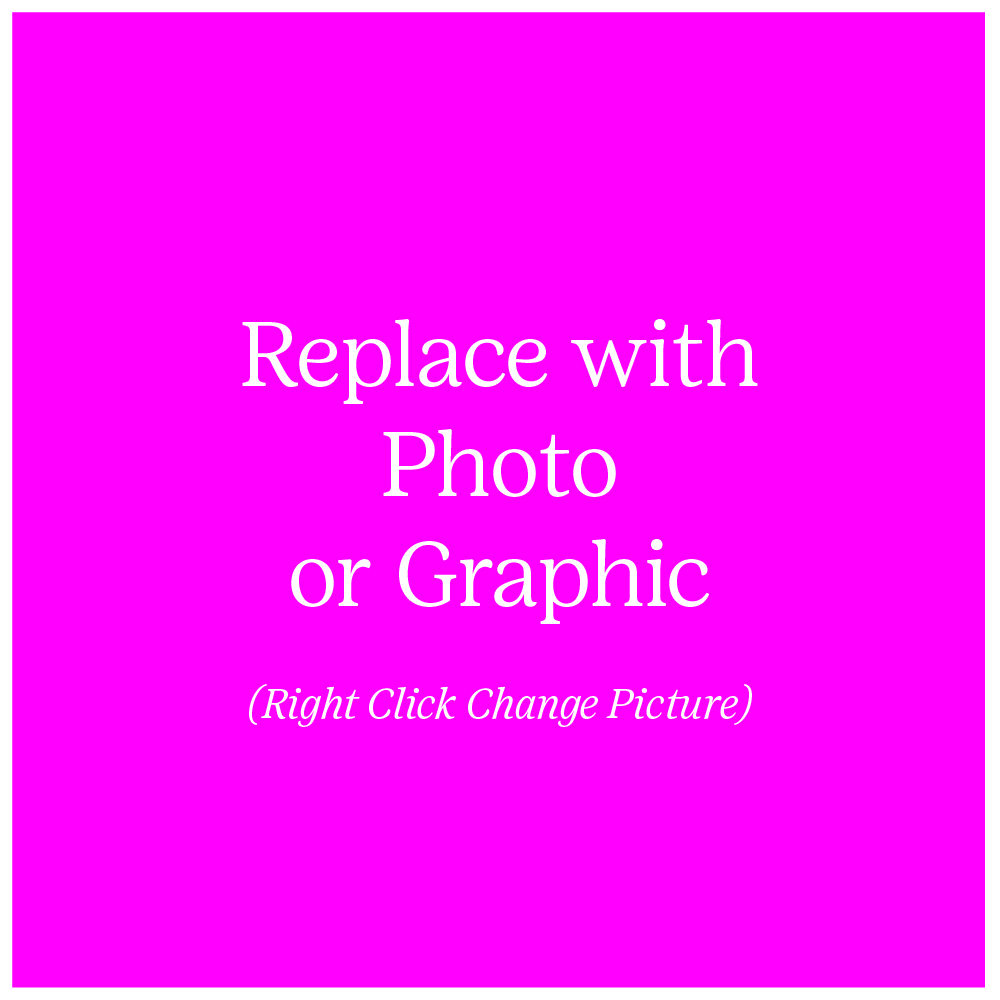 Replace with
Photo
or Graphic
(Right Click Change Picture)